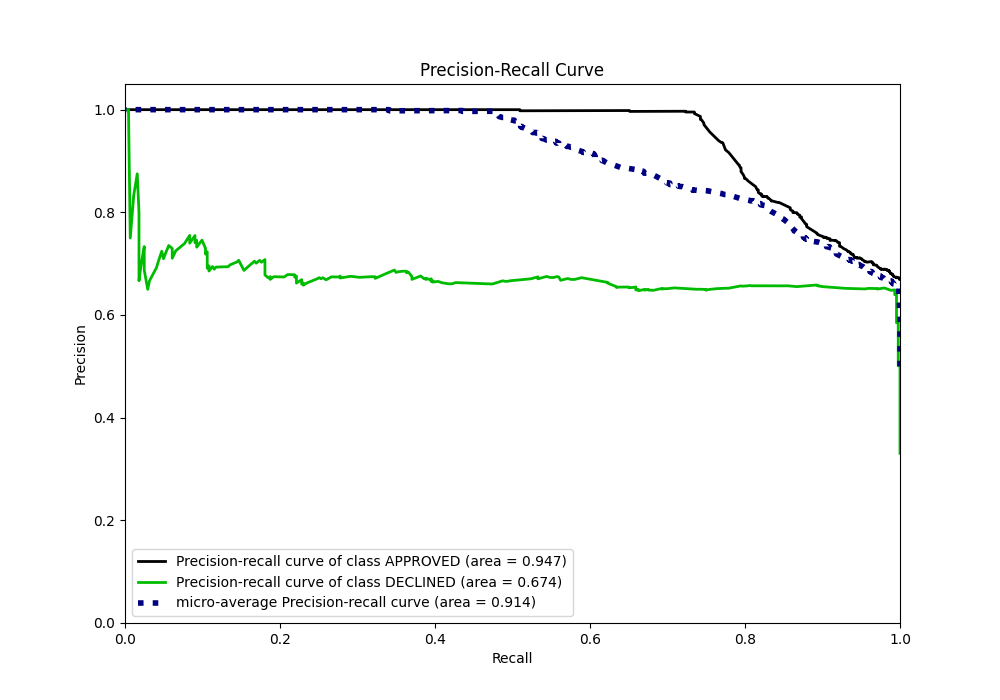 Precision-Recall Curve
1.0
0.8
0.6
0.4
0.2
0.0
Precision
Precision-recall curve of class APPROVED (area = 0.947)
Precision-recall curve of class DECLINED (area = 0.674)
micro-average Precision-recall curve (area = 0.914)
0.0 0.2 0.4 0.6 0.8 1.0
Recall